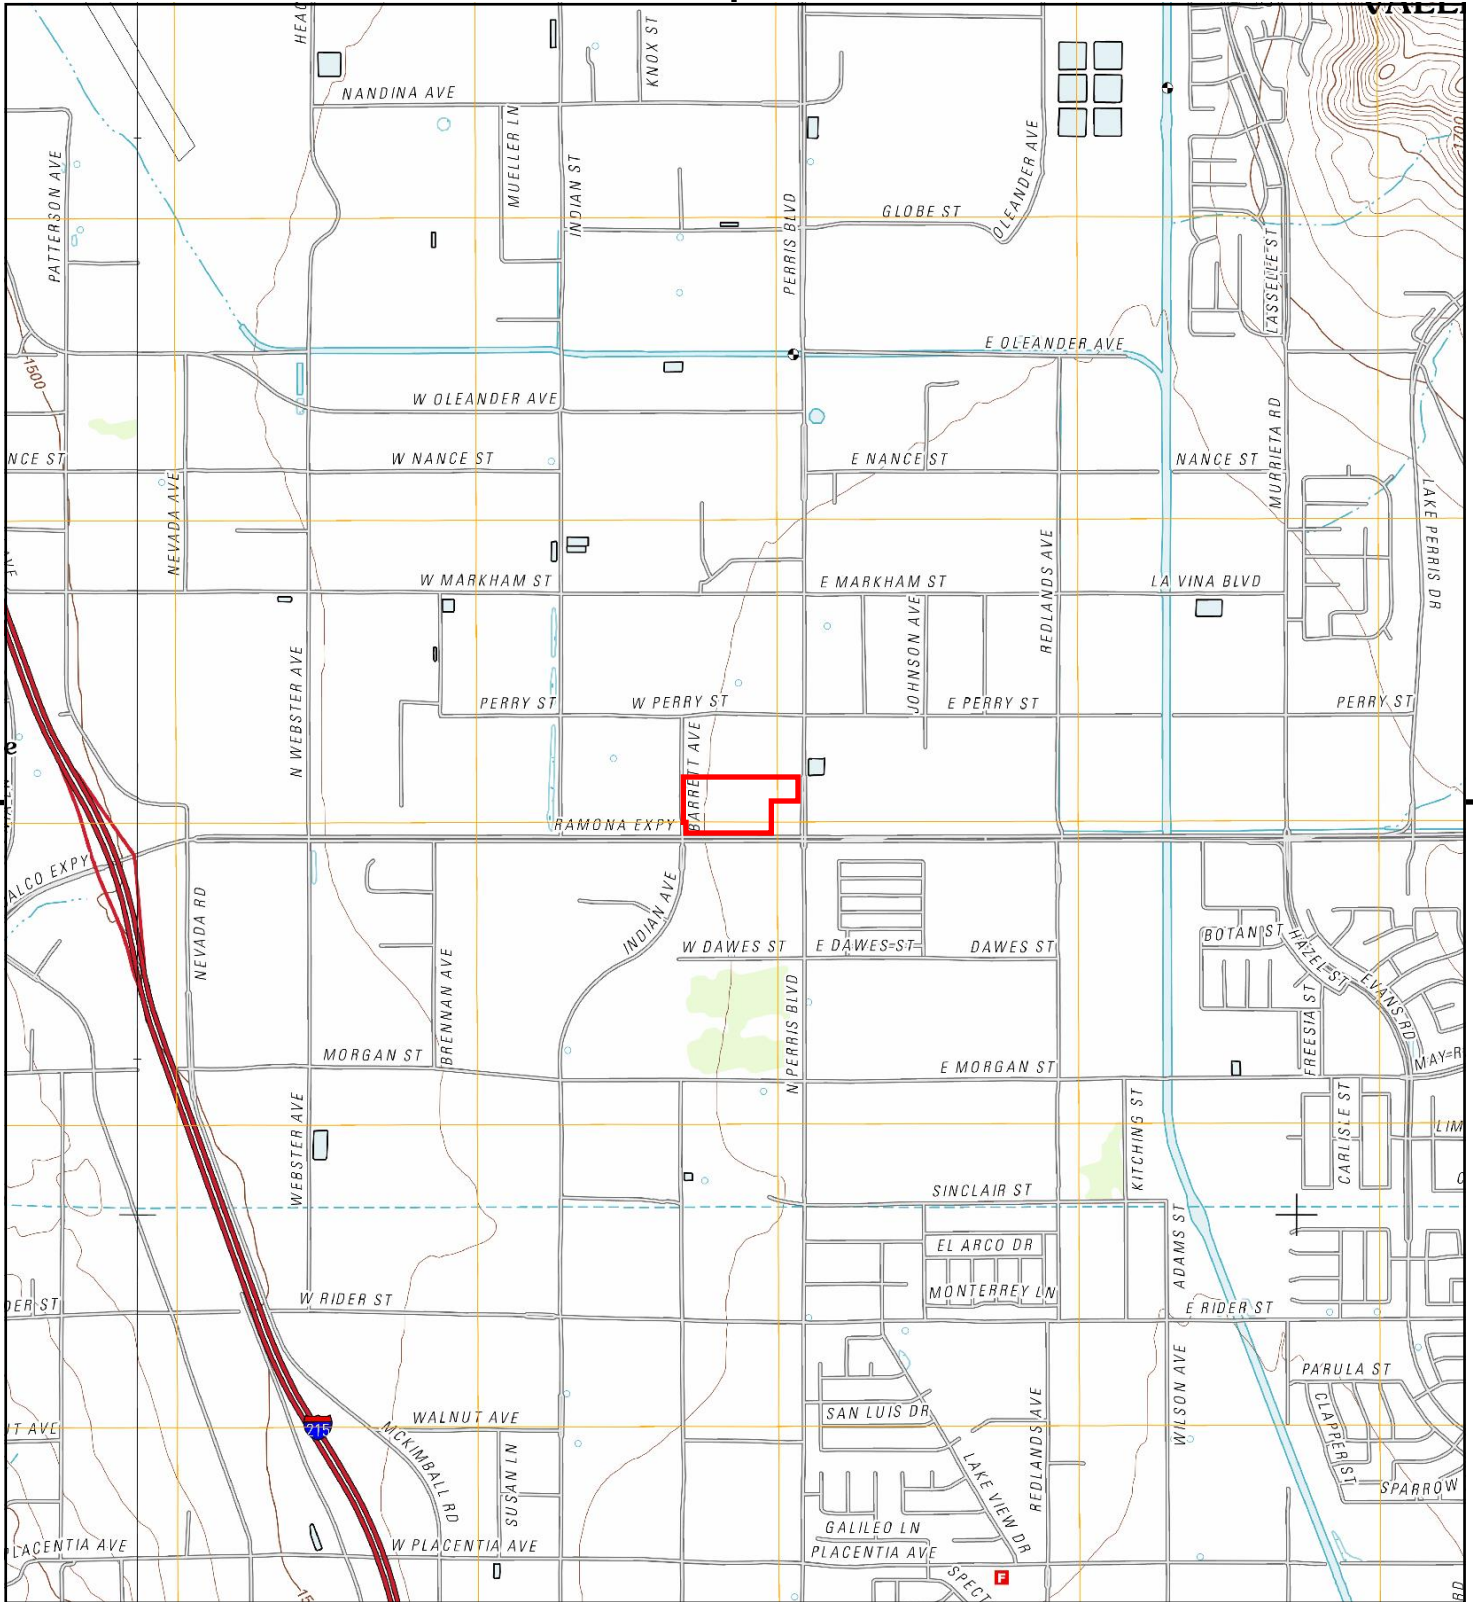 HEAC
KNOX ST
NANDINA AVE
MUELLER LN
OLEANDER AVE
1700
PATTERSON AVE
INDIAN ST
PERRIS BLVD
GLOBE ST
LASSELLE ST
E OLEANDER AVE
1500
W OLEANDER AVE
NCE ST
W NANCE ST
E NANCE ST
NANCE ST
MURRIETA RD
NEVADA AVE
LAKE PERRIS DR
REDLANDS AVE
AVE
W MARKHAM ST
E MARKHAM ST
LA VINA BLVD
JOHNSON AVE
N WEBSTER AVE
PERRY ST
W PERRY ST
E PERRY ST
PERRY ST
e
BARRETT AVE
RAMONA EXPY
ALCO EXPY
NEVADA RD
INDIAN AVE
W DAWES ST
E DAWES ST
DAWES ST
BOTAN ST
HAZEL ST
EVANS RD
BRENNAN AVE
N PERRIS BLVD
FREESIA ST
MORGAN ST
E MORGAN ST
MAY R
WEBSTER AVE
KITCHING ST
CARLISLE ST
LIM
SINCLAIR ST
ADAMS ST
EL ARCO DR
MONTERREY LN
DER ST
W RIDER ST
E RIDER ST
PARULA ST
WILSON AVE
CLAPPER ST
WALNUT AVE
SAN LUIS DR
REDLANDS AVE
UT AVE
215
MCKIMBALL RD
SUSAN LN
LAKE VIEW DR
SPARROW
GALILEO LN
PLACENTIA AVE
LACENTIA AVE
W PLACENTIA AVE
SPECT
F
RD
15